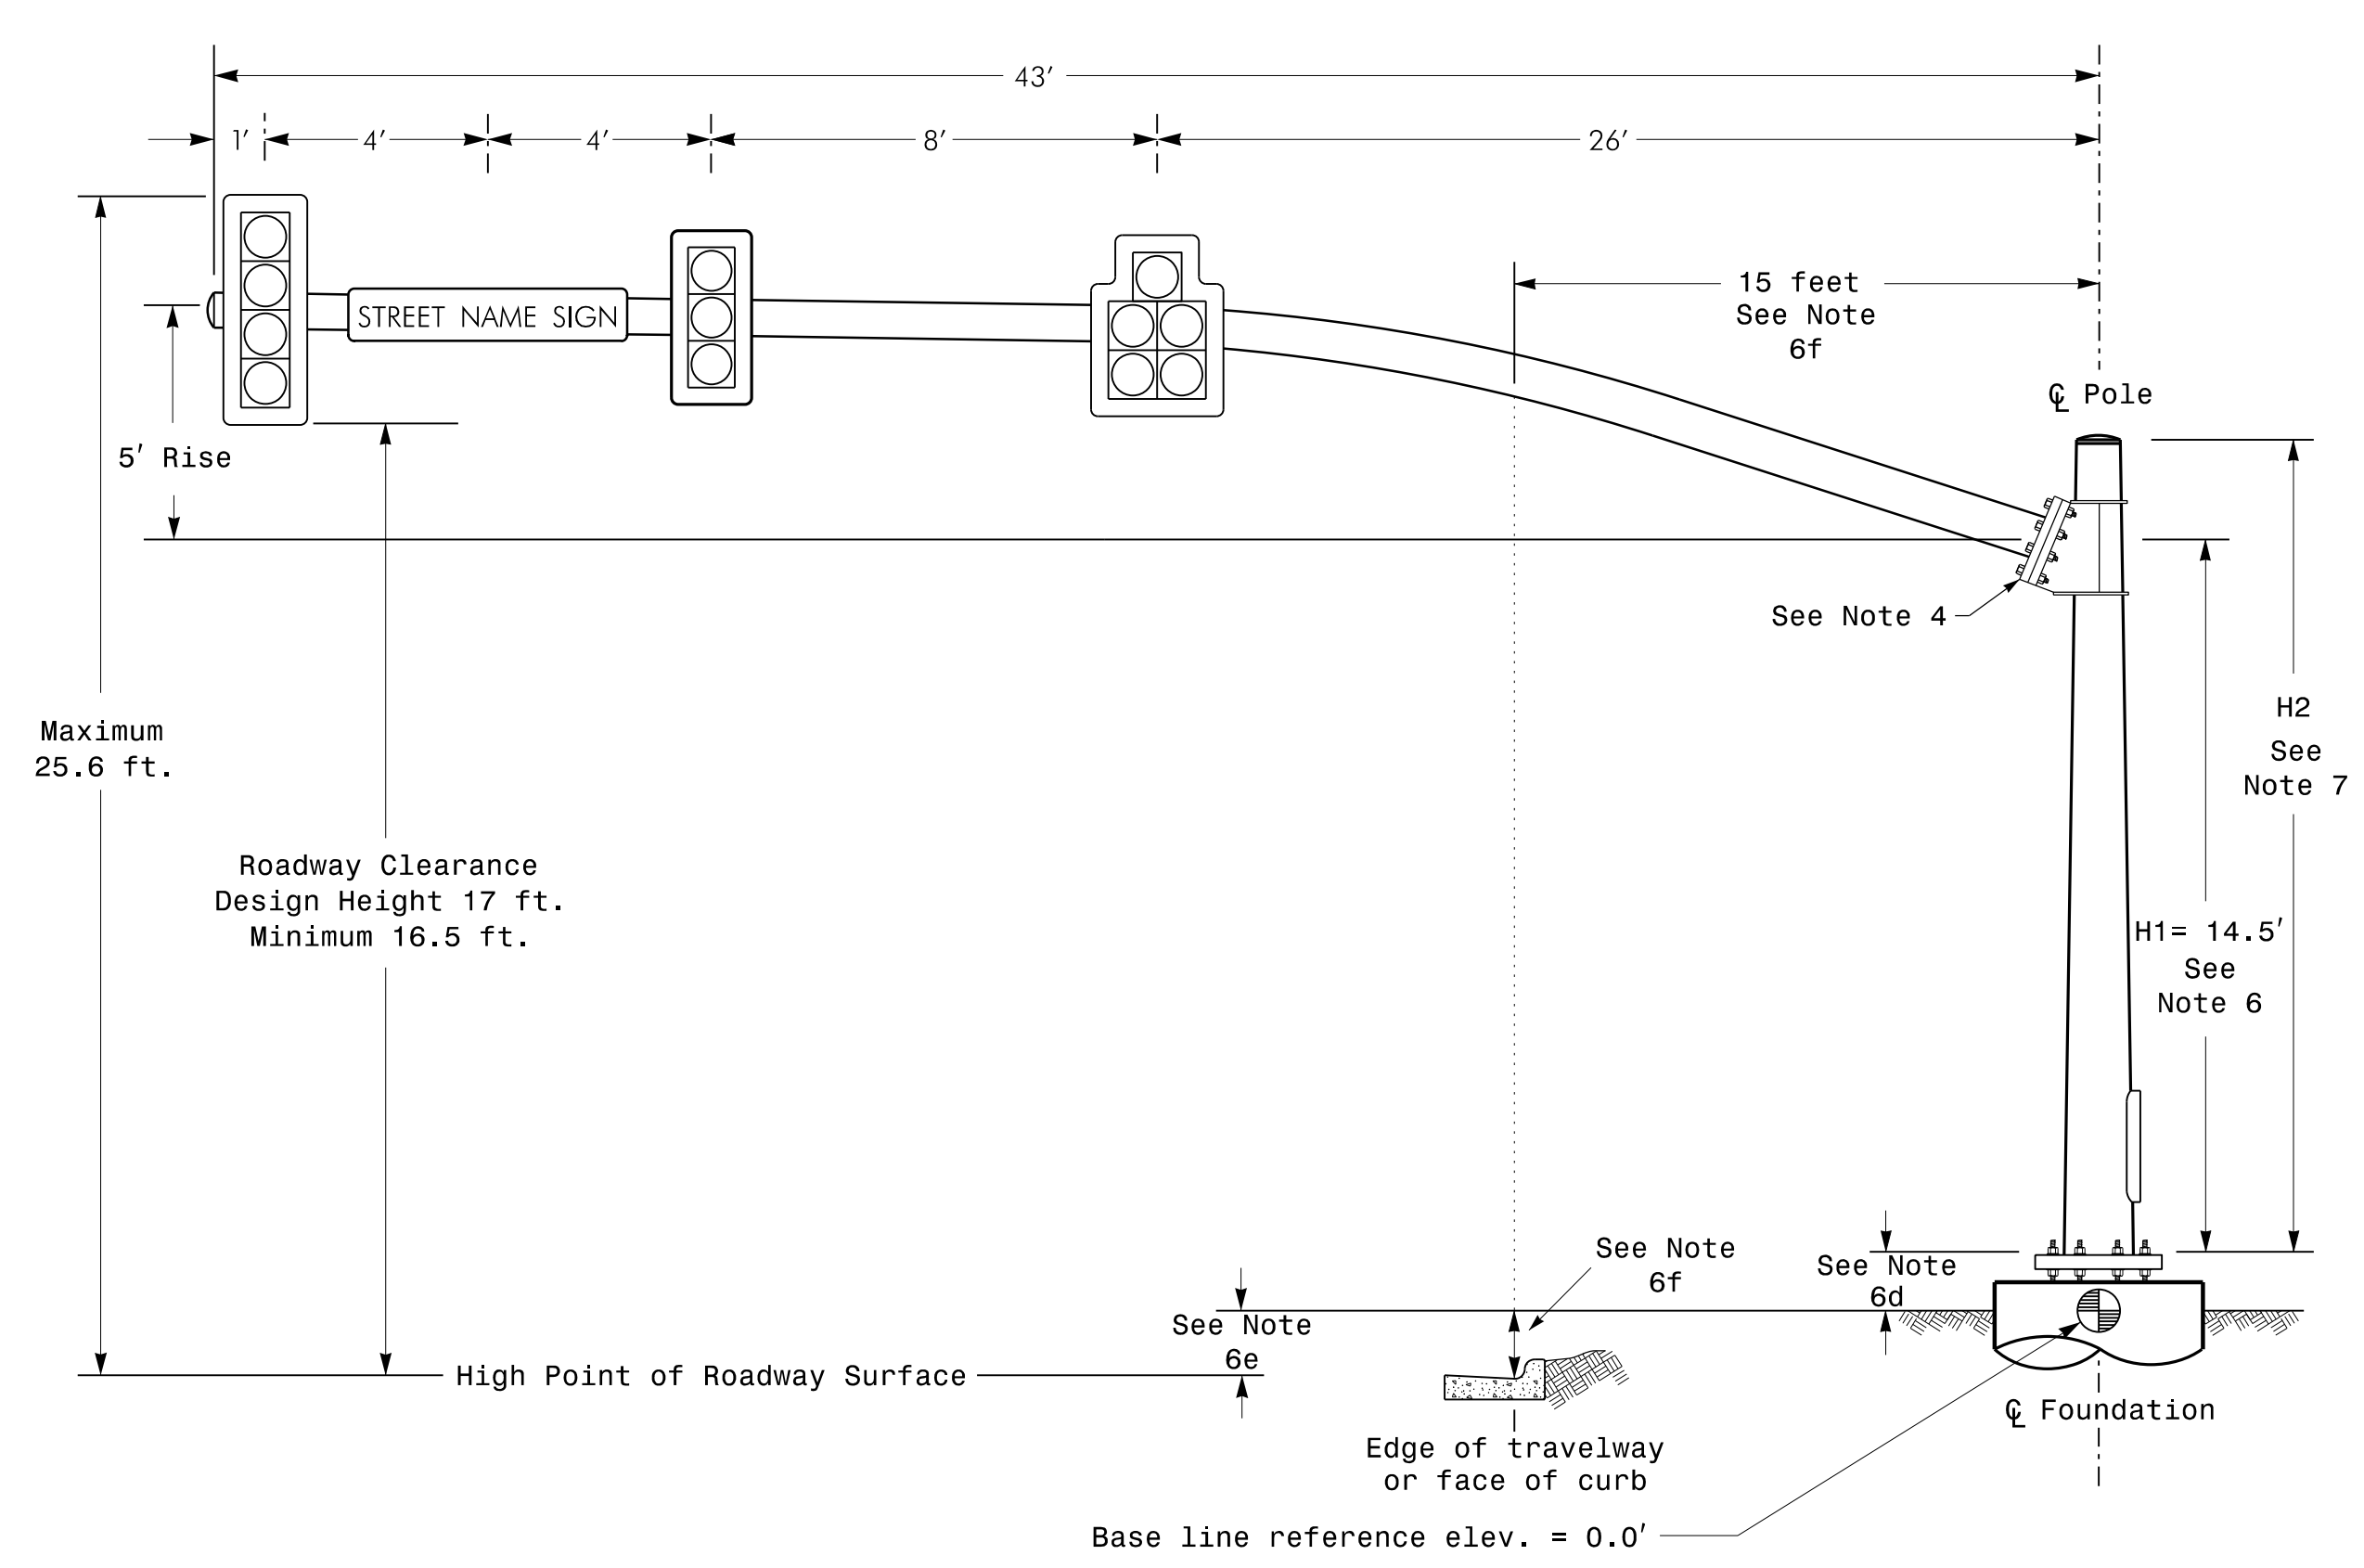 43'
1'
4'
4'
8'
26'
STREET NAME SIGN
15 feet
See Note
6f
℄ Pole
5' Rise
See Note 4
Maximum
25.6 ft.
H2
See
Note 7
Roadway Clearance
Design Height 17 ft.
Minimum 16.5 ft.
H1= 14.5'
See
Note 6
See Note
6f
See Note
6d
See Note
6e
High Point of Roadway Surface
℄ Foundation
Edge of travelway
or face of curb
Base line reference elev. = 0.0'